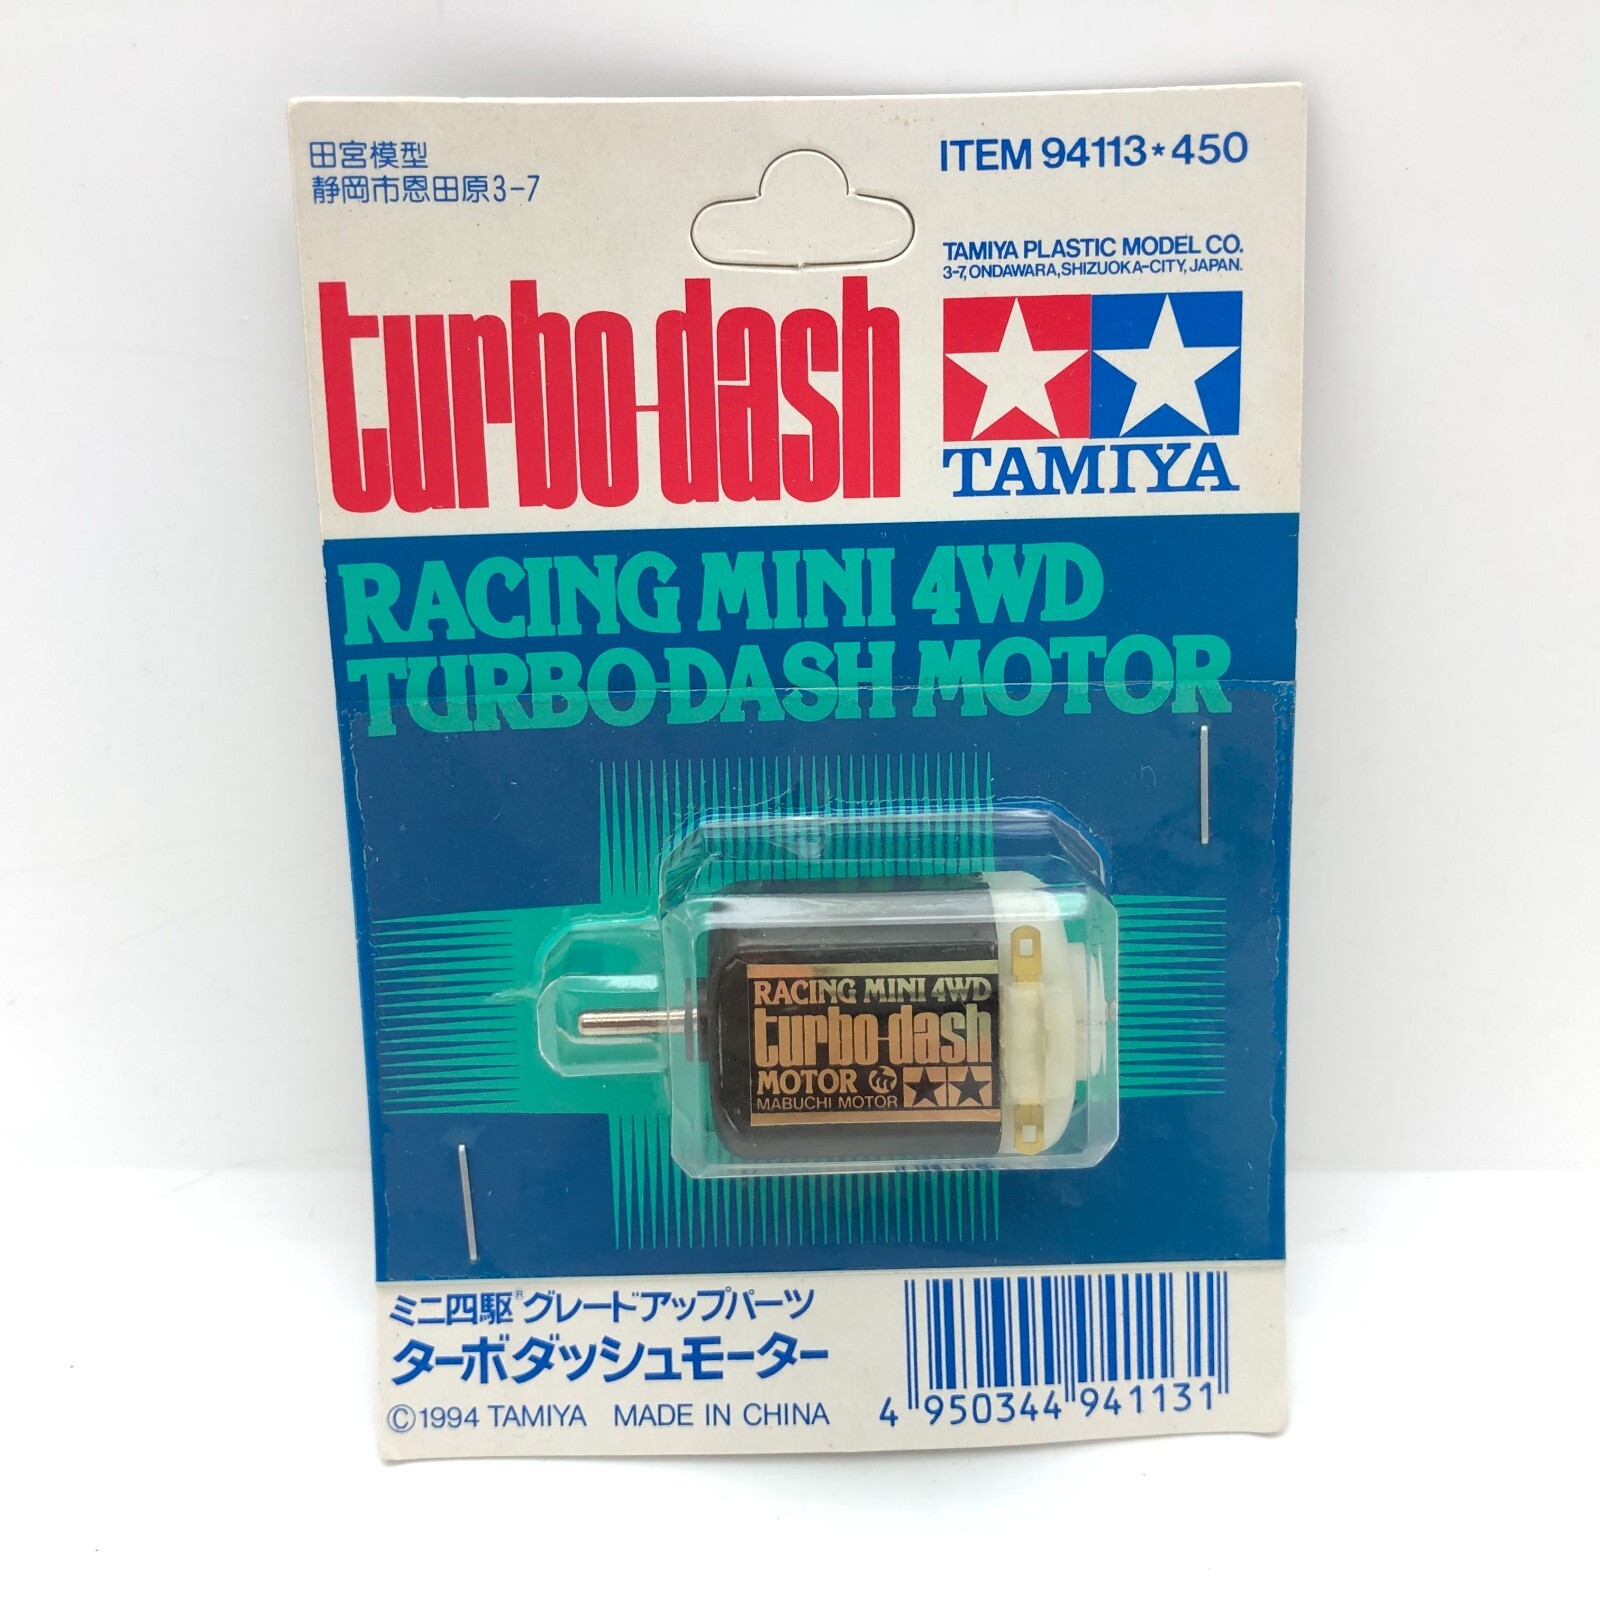 田宮模型
静岡市恩田原3-7
ITEM 94113*450
TAMIYA PLASTIC MODEL CO.
3-7, ONDAWARA, SHIZUOKA-CITY, JAPAN.
turbo-dash
TAMIYA
RACING MINI 4WD
TURBO-DASH MOTOR
RACING MINI 4WD
turbo-dash
MOTOR
MABUCHI MOTOR
ミニ四駆® グレードアップパーツ
ターボダッシュモーター
©1994 TAMIYA MADE IN CHINA
4 950344 941131